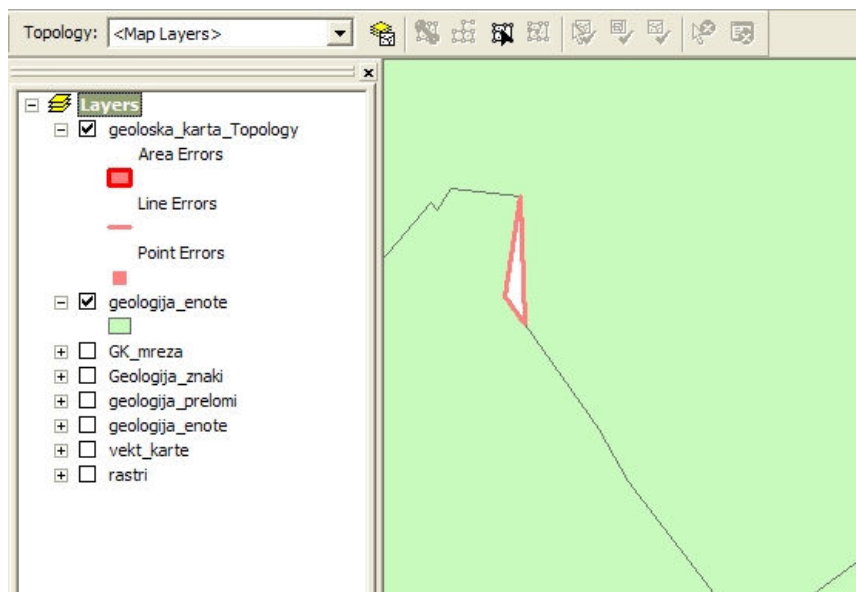 Topology: <Map Layers>
Layers
geoloska_karta_Topology
Area Errors
Line Errors
Point Errors
geologija_enote
GK_mreza
Geologija_znaki
geologija_prelomi
geologija_enote
vekt_karte
rastri